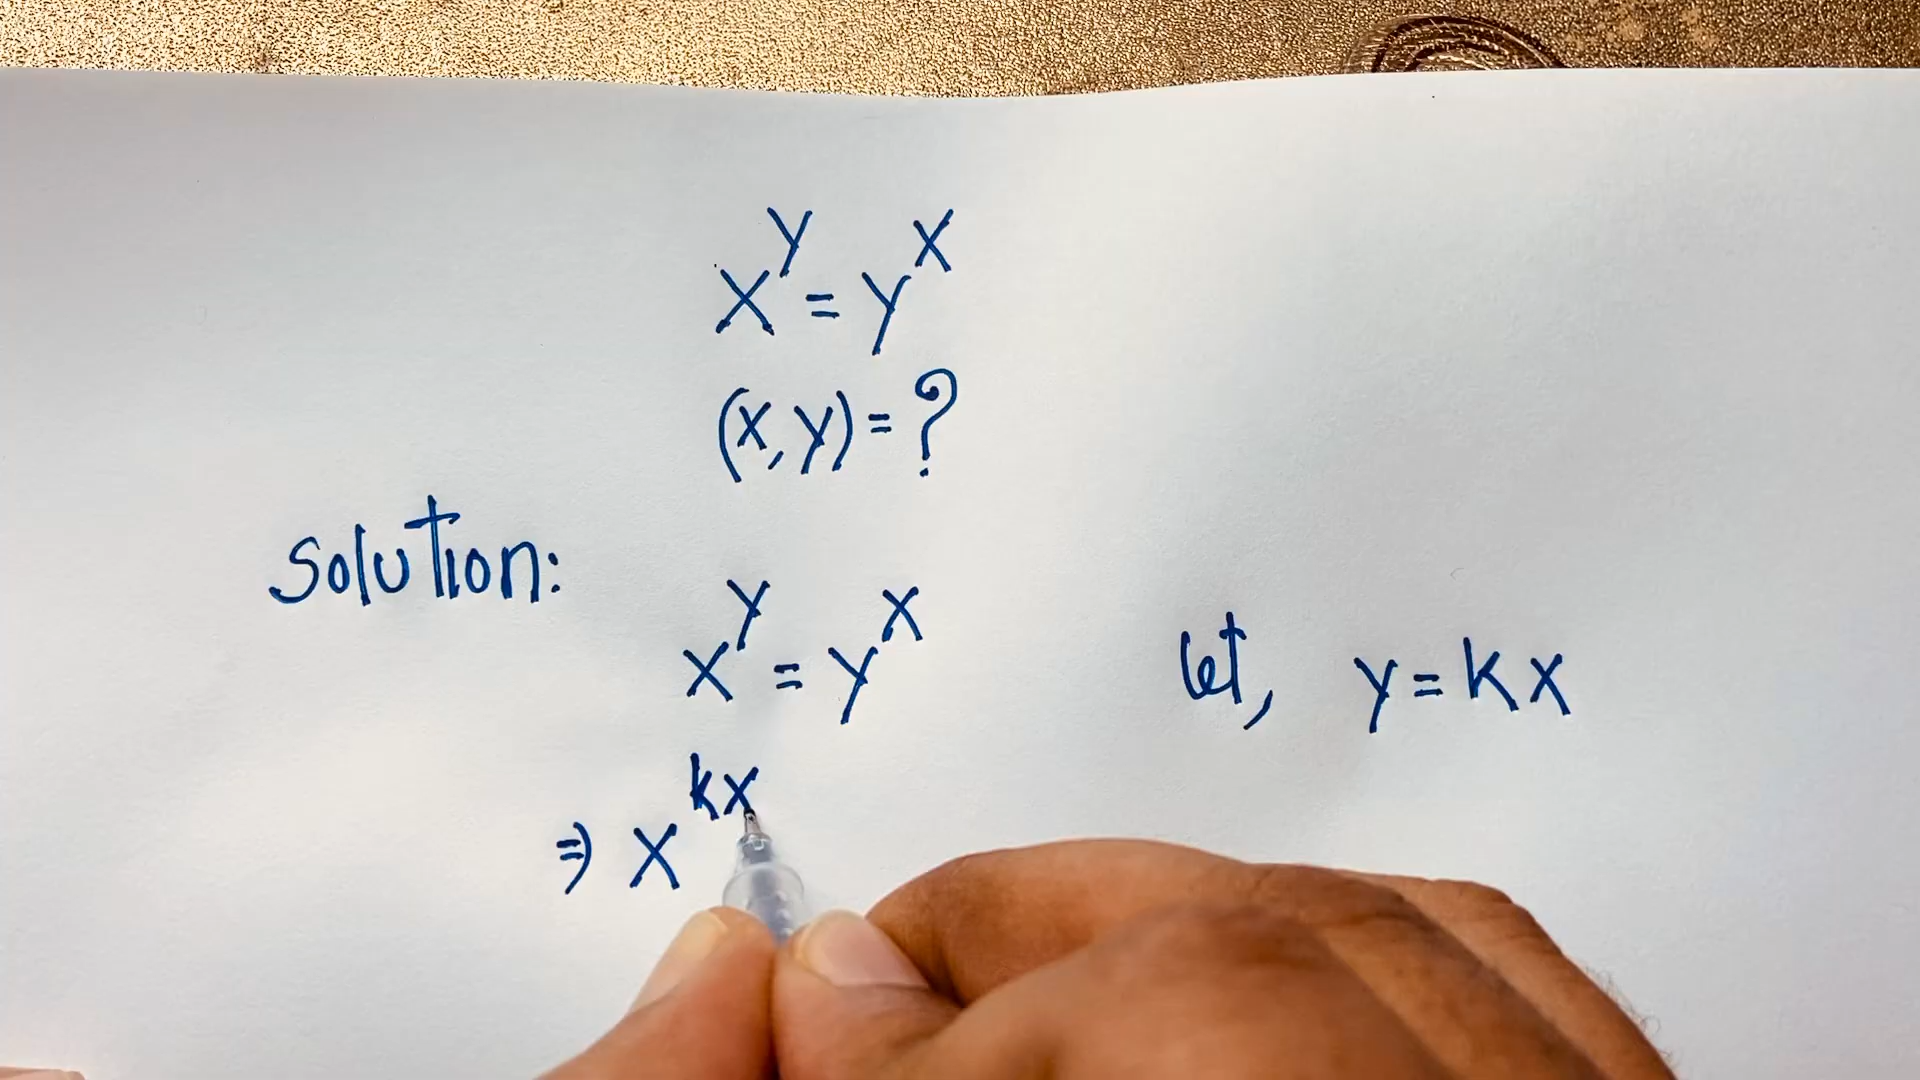 x^y = y^x
(x, y) = ?
Solution:
x^y = y^x
let, y = kx
⇒ x^kx